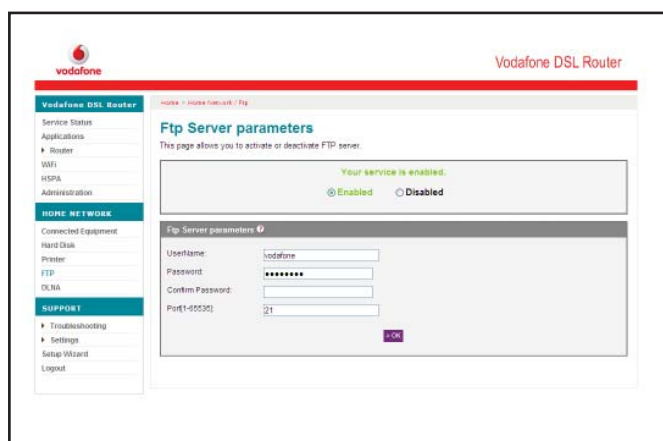 vodafone
Vodafone DSL Router
Vodafone DSL Router
Service Status
Applications
Router
WiFi
HSPA
Administration
HOME NETWORK
Connected Equipment
Hard Disk
Printer
FTP
DLNA
SUPPORT
Troubleshooting
Settings
Setup Wizard
Logout
Home > Home Network / Ftp
Ftp Server parameters
This page allows you to activate or deactivate FTP server.
Your service is enabled.
Enabled Disabled
Ftp Server parameters ?
UserName: vodafone
Password: ••••••••
Confirm Password:
Port[1-65535]: 21
» OK